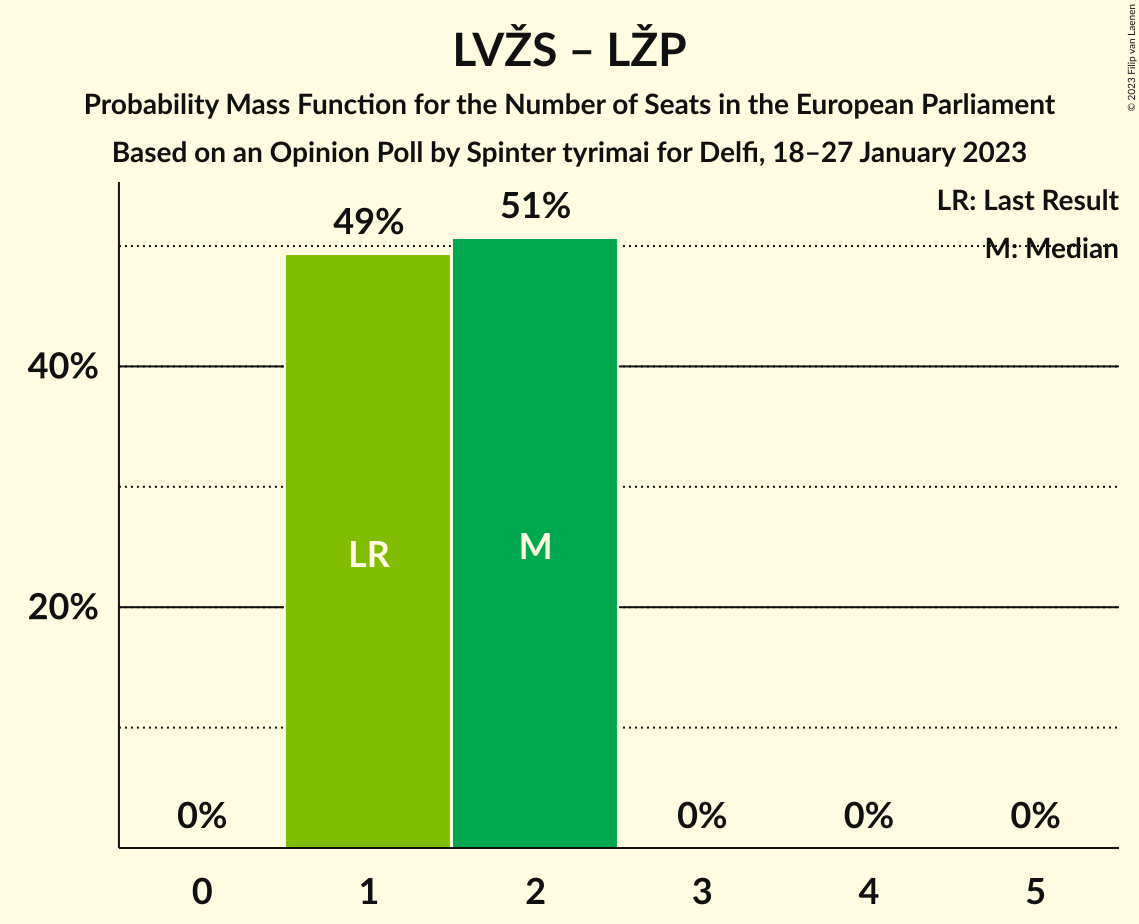 LVŽS – LŽP
Probability Mass Function for the Number of Seats in the European Parliament
Based on an Opinion Poll by Spinter tyrimai for Delfi, 18–27 January 2023
© 2023 Filip van Laenen
LR: Last Result
M: Median
49%
51%
40%
20%
LR
M
0%
0%
0%
0%
0
1
2
3
4
5